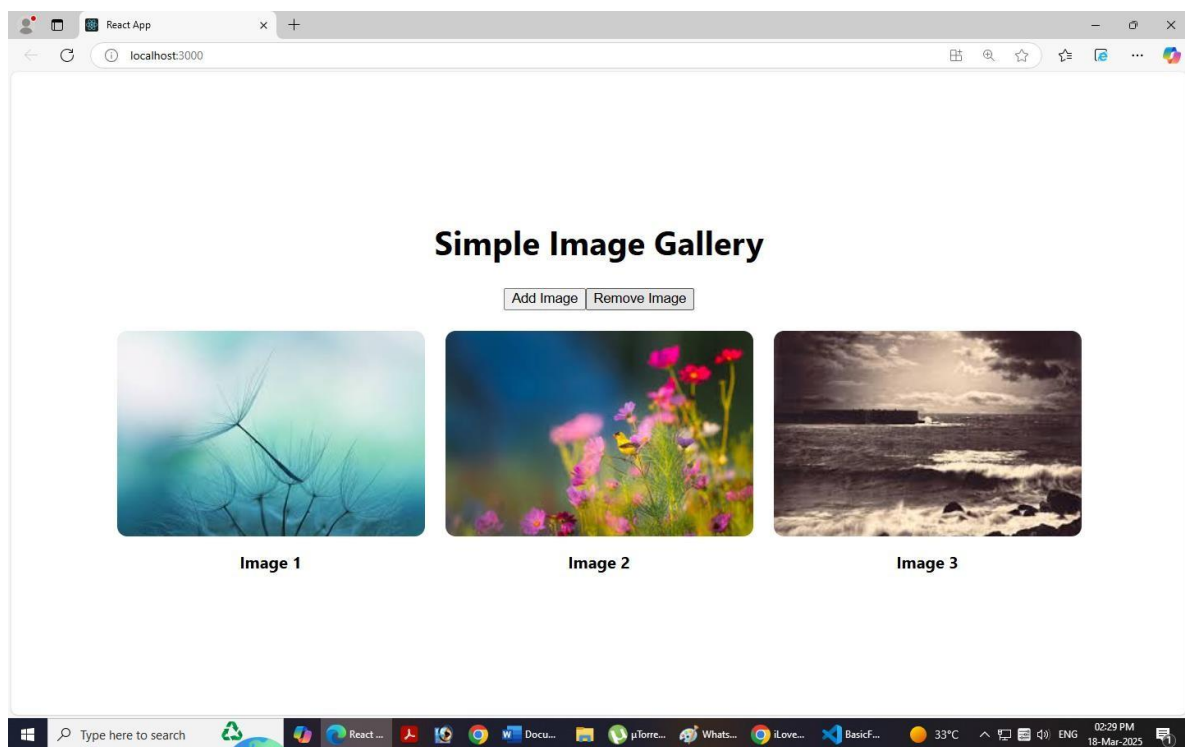 React App
localhost:3000
Simple Image Gallery
Add Image Remove Image
Image 1 Image 2 Image 3
Type here to search React ... Docu... µTorre... Whats... iLove... BasicF... 33°C ENG 02:29 PM
18-Mar-2025